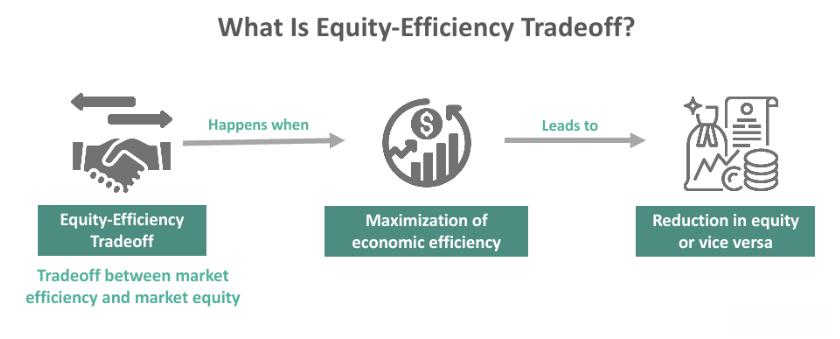 What Is Equity-Efficiency Tradeoff?
Happens when
Leads to
$
Equity-Efficiency
Tradeoff
Maximization of
economic efficiency
Reduction in equity
or vice versa
Tradeoff between market
efficiency and market equity